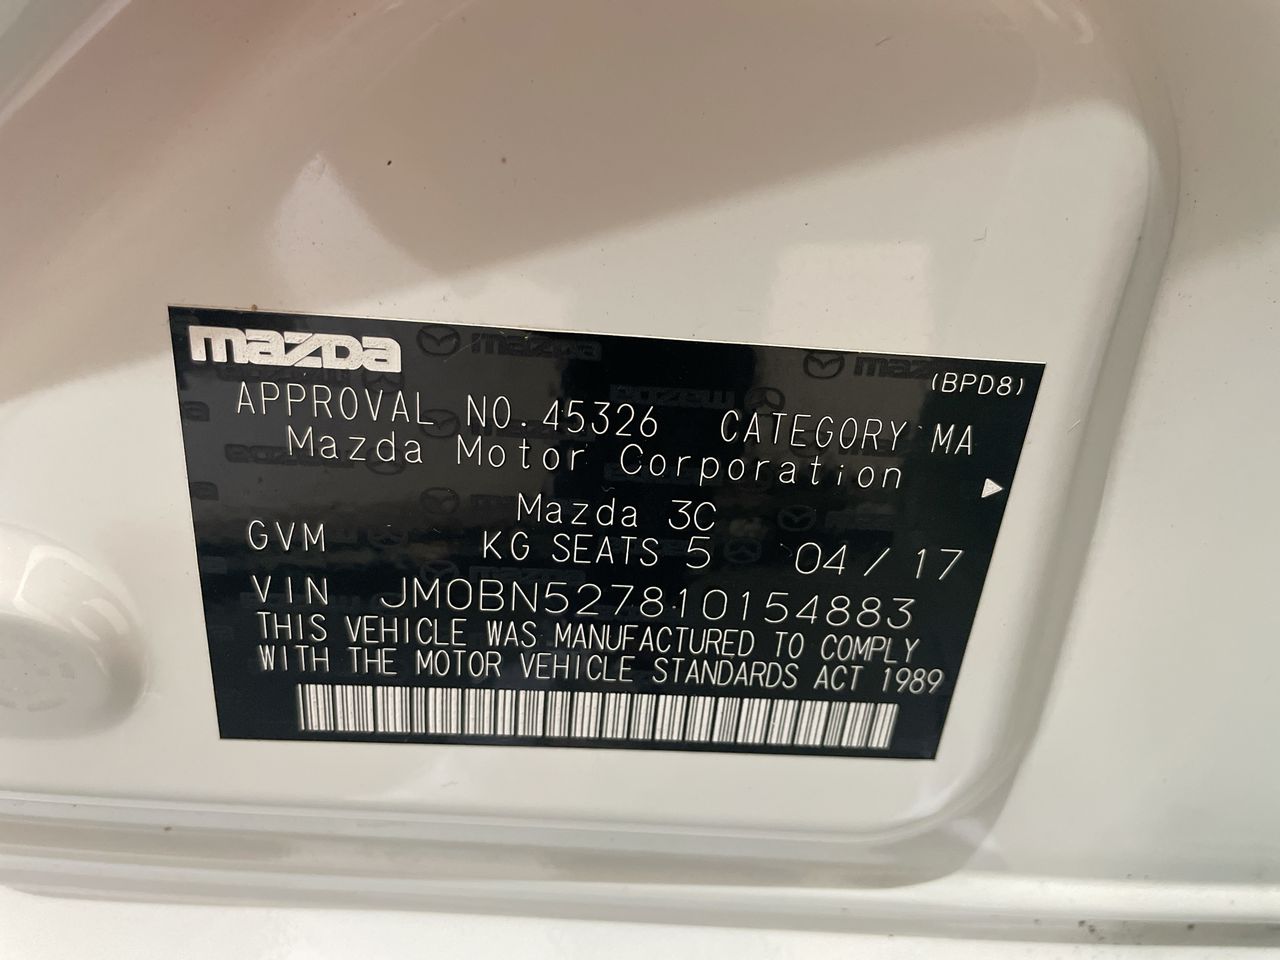 mazda
(BPD8)
APPROVAL NO.45326 CATEGORY MA
Mazda Motor Corporation
Mazda 3C
GVM KG SEATS 5 04/17
VIN JM0BN527810154883
THIS VEHICLE WAS MANUFACTURED TO COMPLY
WITH THE MOTOR VEHICLE STANDARDS ACT 1989